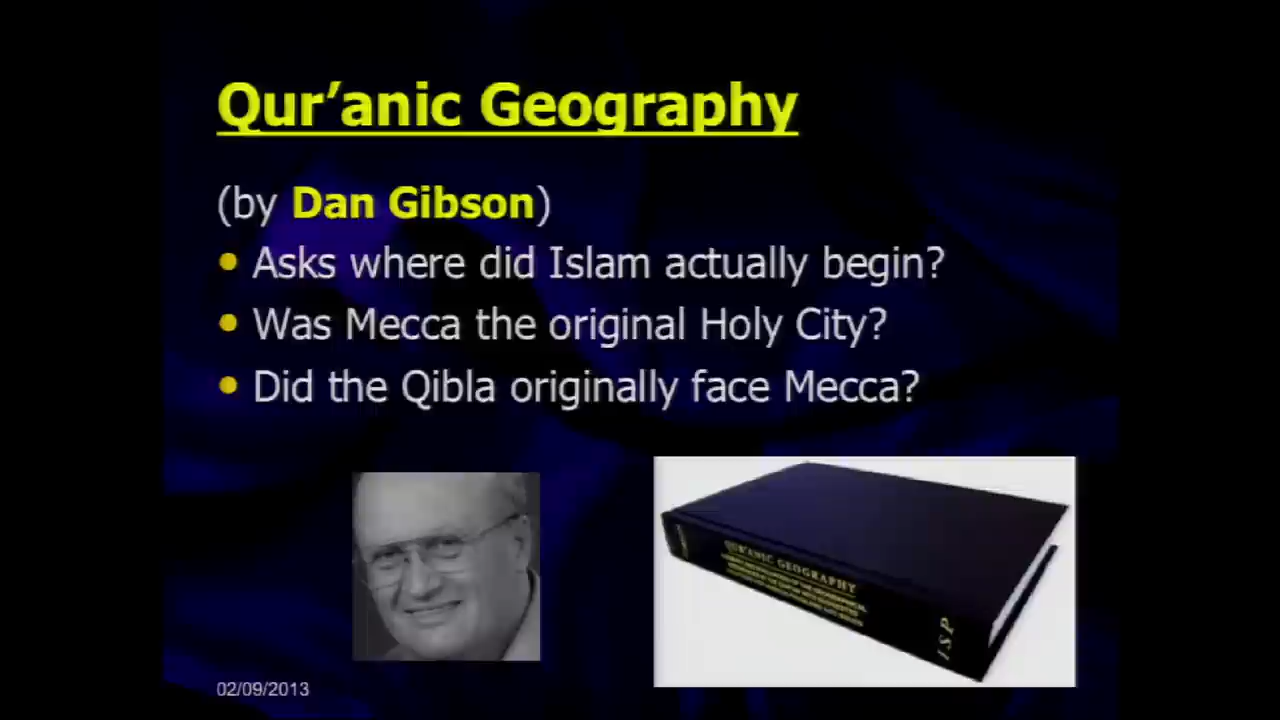 Qur’anic Geography
(by Dan Gibson)
• Asks where did Islam actually begin?
• Was Mecca the original Holy City?
• Did the Qibla originally face Mecca?
QUR'ANIC GEOGRAPHY
ISP
02/09/2013